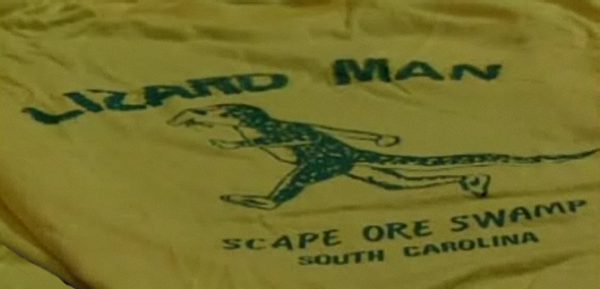 LIZARD MAN
SCAPE ORE SWAMP
SOUTH CAROLINA